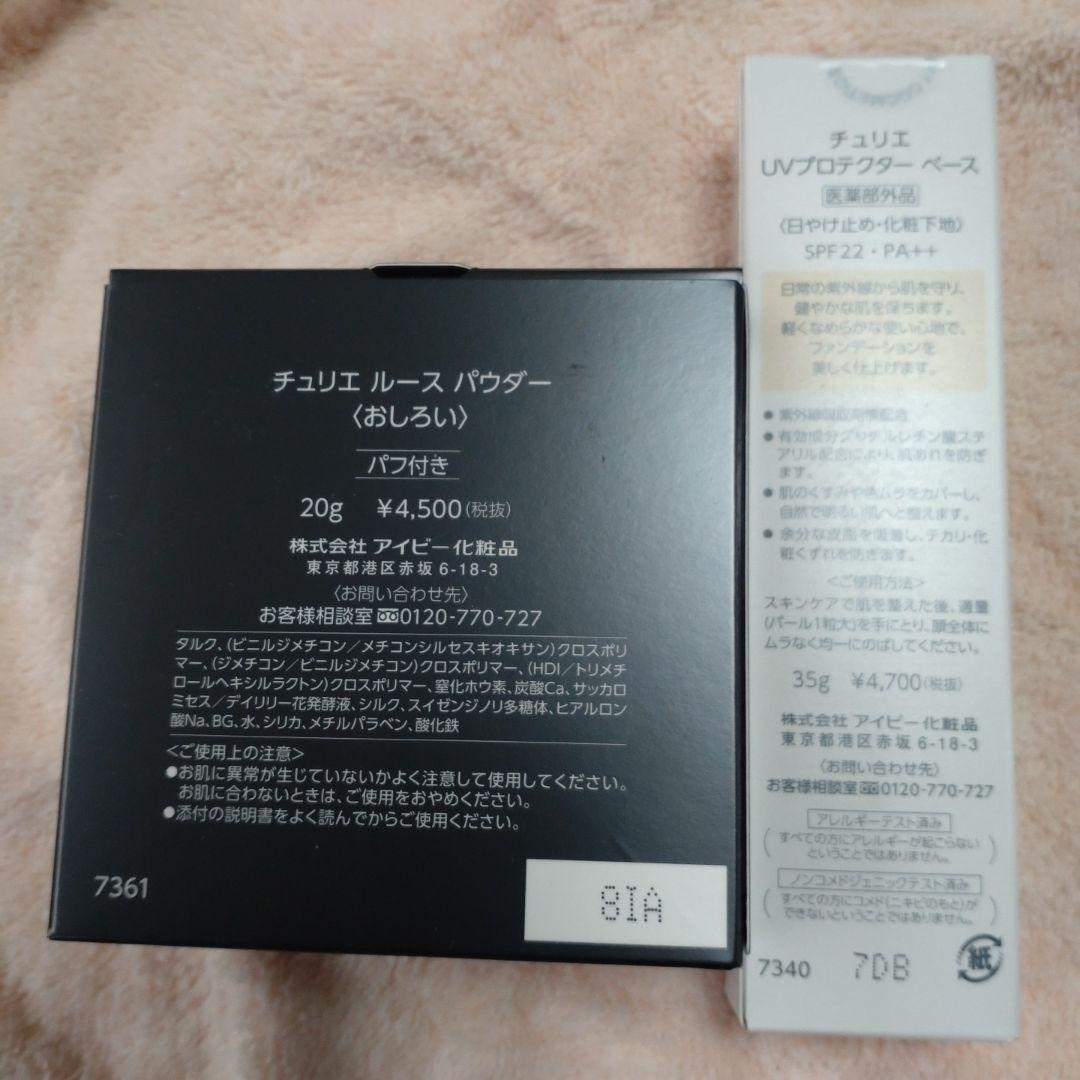 チュリエ ルース パウダー
〈おしろい〉
パフ付き
20g ¥4,500(税抜)
株式会社 アイビー化粧品
東京都港区赤坂 6-18-3
〈お問い合わせ先〉
お客様相談室 0120-770-727
タルク、(ビニルジメチコン/メチコンシルセスキオキサン)クロスポリ
マー、(ジメチコン/ビニルジメチコン)クロスポリマー、(HDI/トリメチ
ロールヘキシルラクトン)クロスポリマー、窒化ホウ素、炭酸Ca、サッカロ
ミセス/デイリリー花発酵液、シルク、スイゼンジノリ多糖体、ヒアルロン
酸Na、BG、水、シリカ、メチルパラベン、酸化鉄
<ご使用上の注意>
●お肌に異常が生じていないかよく注意して使用してください。
お肌に合わないときは、ご使用をおやめください。
●添付の説明書をよく読んでからご使用ください。
7361
8IA
チュリエ
UVプロテクター ベース
医薬部外品
〈日やけ止め・化粧下地〉
SPF22・PA++
日常の紫外線から肌を守り、
健やかな肌を保ちます。
軽くなめらかな使い心地で、
ファンデーションを
美しく仕上げます。
● 紫外線吸収剤無配合
● 有効成分グリチルレチン酸ステ
アリル配合により、肌あれを防ぎ
ます。
● 肌のくすみや色ムラをカバーし、
自然で明るい肌へと整えます。
● 余分な皮脂を吸着し、テカリ・化
粧くずれを防ぎます。
<ご使用方法>
スキンケアで肌を整えた後、適量
(パール1粒大)を手にとり、顔全体に
ムラなく均一にのばしてください。
35g ¥4,700(税抜)
株式会社 アイビー化粧品
東京都港区赤坂 6-18-3
〈お問い合わせ先〉
お客様相談室 0120-770-727
アレルギーテスト済み
(すべての方にアレルギーが起こらない
ということではありません。)
ノンコメドジェニックテスト済み
(すべての方にコメド(ニキビのもと)が
できないということではありません。)
7340 7DB
紙